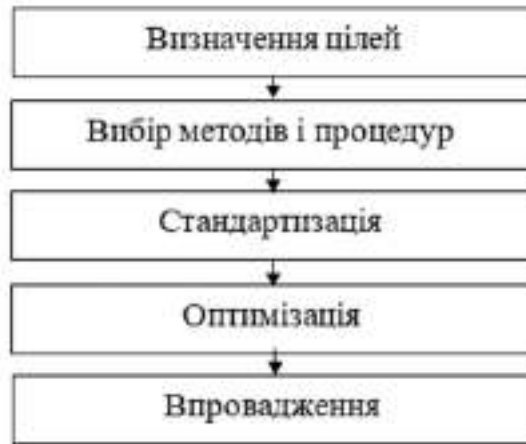 Визначення цілей
Вибір методів і процедур
Стандартизація
Оптимізація
Впровадження